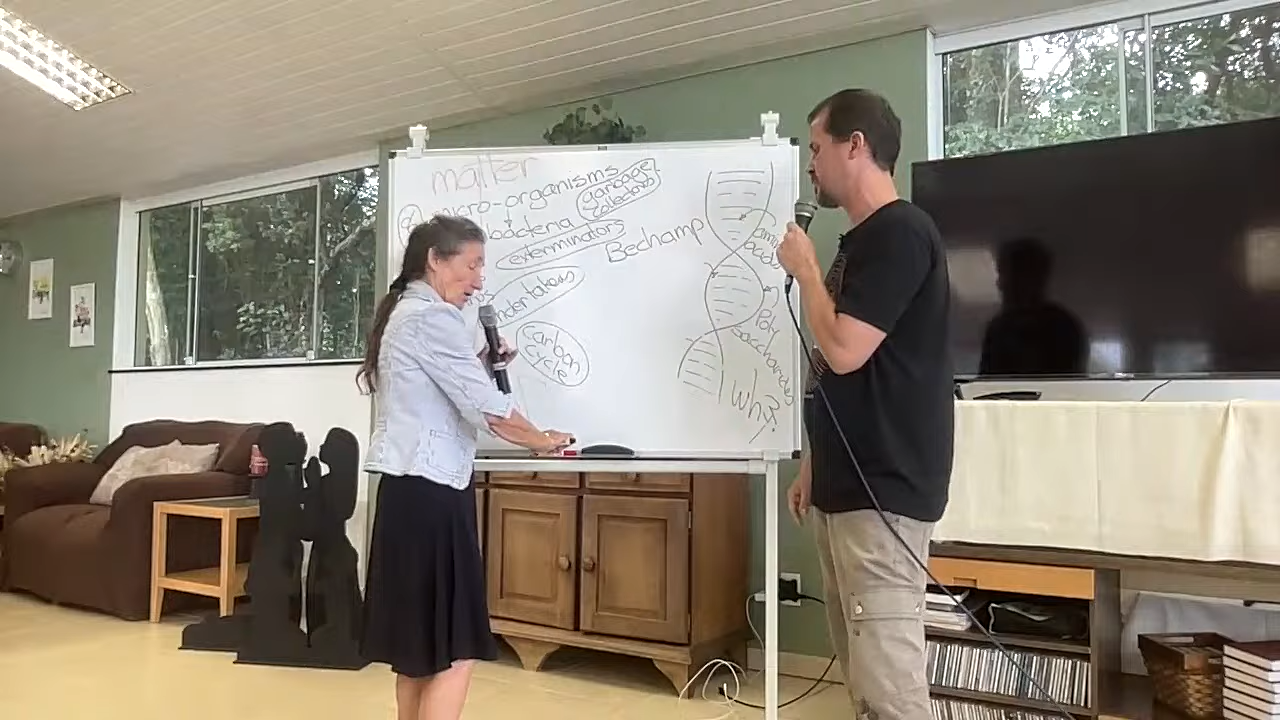 matter
micro-organisms
garbage
collectors
bacteria
exterminators
Bechamp
undertakers
carbon
cycle
amino
acids
Poly
saccharides
Why?